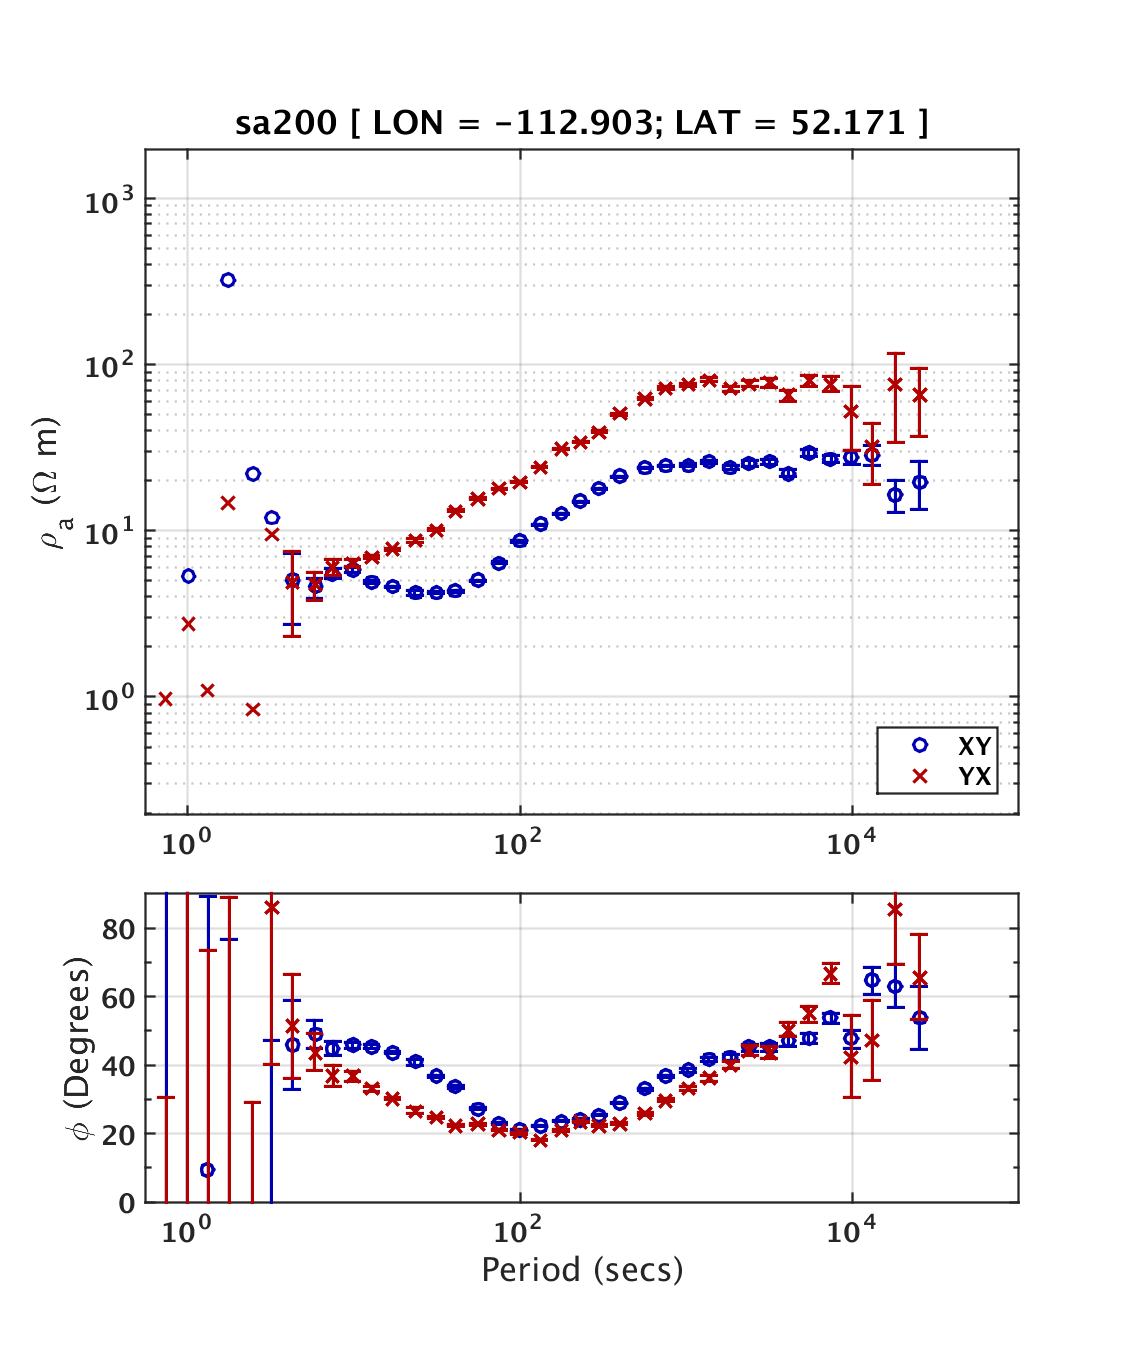 sa200 [ LON = -112.903; LAT = 52.171 ]
10³
10²
10¹
10⁰
ρₐ (Ω m)
XY
YX
10⁰ 10² 10⁴
80
60
40
20
0
ϕ (Degrees)
10⁰ 10² 10⁴
Period (secs)